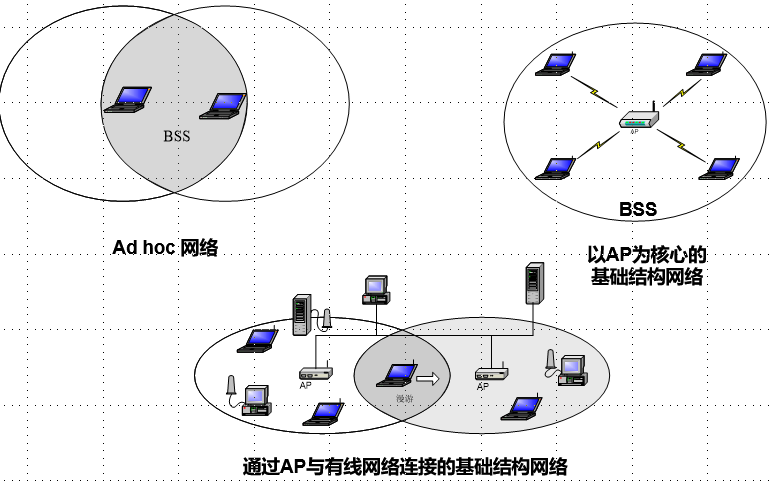 BSS
Ad hoc 网络
AP
BSS
以AP为核心的
基础结构网络
AP
漫游
AP
通过AP与有线网络连接的基础结构网络